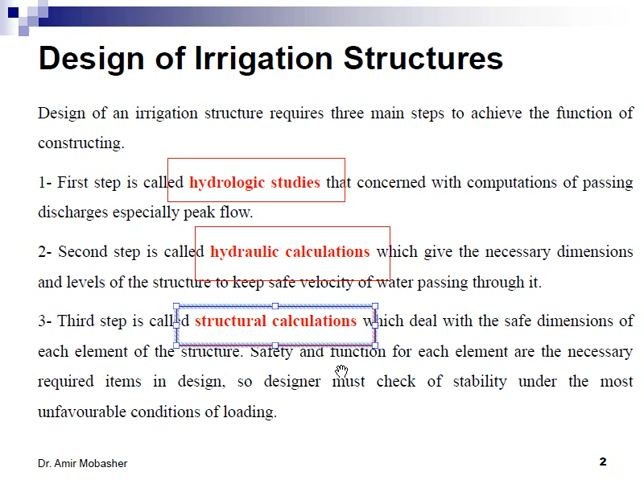 Design of Irrigation Structures
Design of an irrigation structure requires three main steps to achieve the function of
constructing.
1- First step is called hydrologic studies that concerned with computations of passing
discharges especially peak flow.
2- Second step is called hydraulic calculations which give the necessary dimensions
and levels of the structure to keep safe velocity of water passing through it.
3- Third step is called structural calculations which deal with the safe dimensions of
each element of the structure. Safety and function for each element are the necessary
required items in design, so designer must check of stability under the most
unfavourable conditions of loading.
Dr. Amir Mobasher
2